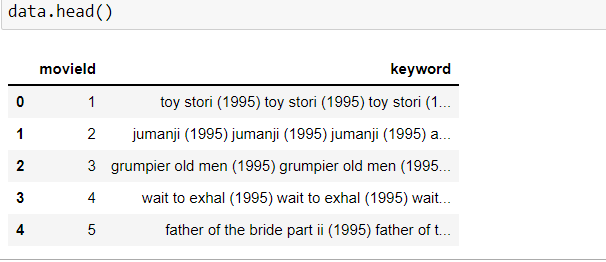 data.head()
movieId keyword
0 1 toy stori (1995) toy stori (1995) toy stori (1...
1 2 jumanji (1995) jumanji (1995) jumanji (1995) a...
2 3 grumpier old men (1995) grumpier old men (1995...
3 4 wait to exhal (1995) wait to exhal (1995) wait...
4 5 father of the bride part ii (1995) father of t...